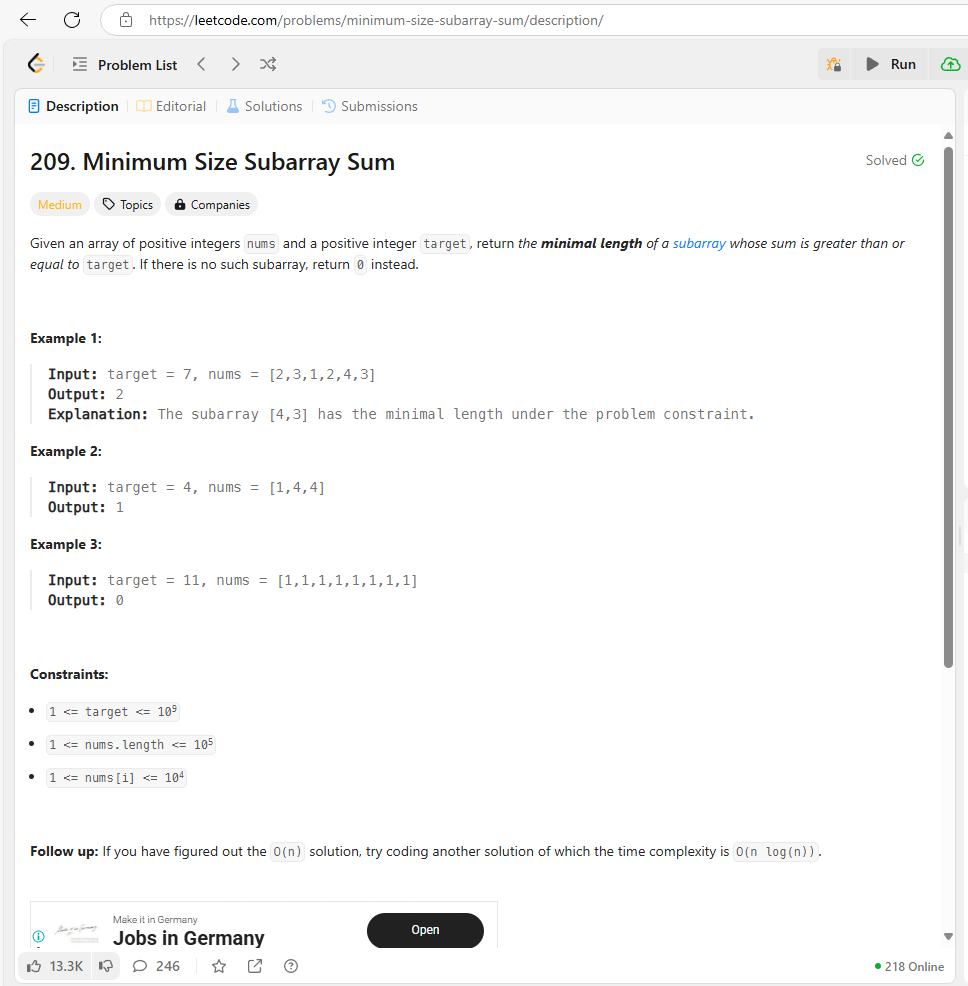 https://leetcode.com/problems/minimum-size-subarray-sum/description/
Problem List
Run
Description
Editorial
Solutions
Submissions
209. Minimum Size Subarray Sum
Solved
Medium
Topics
Companies
Given an array of positive integers nums and a positive integer target, return the minimal length of a subarray whose sum is greater than or
equal to target. If there is no such subarray, return 0 instead.
Example 1:
Input: target = 7, nums = [2,3,1,2,4,3]
Output: 2
Explanation: The subarray [4,3] has the minimal length under the problem constraint.
Example 2:
Input: target = 4, nums = [1,4,4]
Output: 1
Example 3:
Input: target = 11, nums = [1,1,1,1,1,1,1,1]
Output: 0
Constraints:
1 <= target <= 10⁹
1 <= nums.length <= 10⁵
1 <= nums[i] <= 10⁴
Follow up: If you have figured out the O(n) solution, try coding another solution of which the time complexity is O(n log(n)).
Make it in Germany
Jobs in Germany
Open
13.3K
246
218 Online